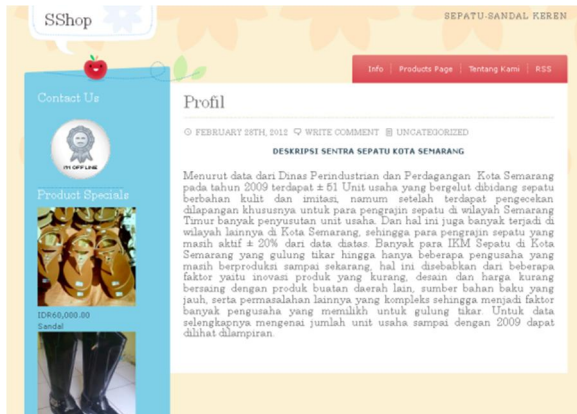 SShop
SEPATU-SANDAL KEREN
Info | Products Page | Tentang Kami | RSS
Contact Us
I'M OFFLINE
Product Specials
IDR60,000.00
Sandal
Profil
FEBRUARY 28TH, 2012 WRITE COMMENT UNCATEGORIZED
DESKRIPSI SENTRA SEPATU KOTA SEMARANG
Menurut data dari Dinas Perindustrian dan Perdagangan Kota Semarang
pada tahun 2009 terdapat ± 51 Unit usaha yang bergelut dibidang sepatu
berbahan kulit dan imitasi, namum setelah terdapat pengecekan
dilapangan khususnya untuk para pengrajin sepatu di wilayah Semarang
Timur banyak penyusutan unit usaha. Dan hal ini juga banyak terjadi di
wilayah lainnya di Kota Semarang, sehingga para pengrajin sepatu yang
masih aktif ± 20% dari data diatas. Banyak para IKM Sepatu di Kota
Semarang yang gulung tikar hingga hanya beberapa pengusaha yang
masih berproduksi sampai sekarang, hal ini disebabkan dari beberapa
faktor yaitu inovasi produk yang kurang, desain dan harga kurang
bersaing dengan produk buatan daerah lain, sumber bahan baku yang
jauh, serta permasalahan lainnya yang kompleks sehingga menjadi faktor
banyak pengusaha yang memilikh untuk gulung tikar. Untuk data
selengkapnya mengenai jumlah unit usaha sampai dengan 2009 dapat
dilihat dilampiran.